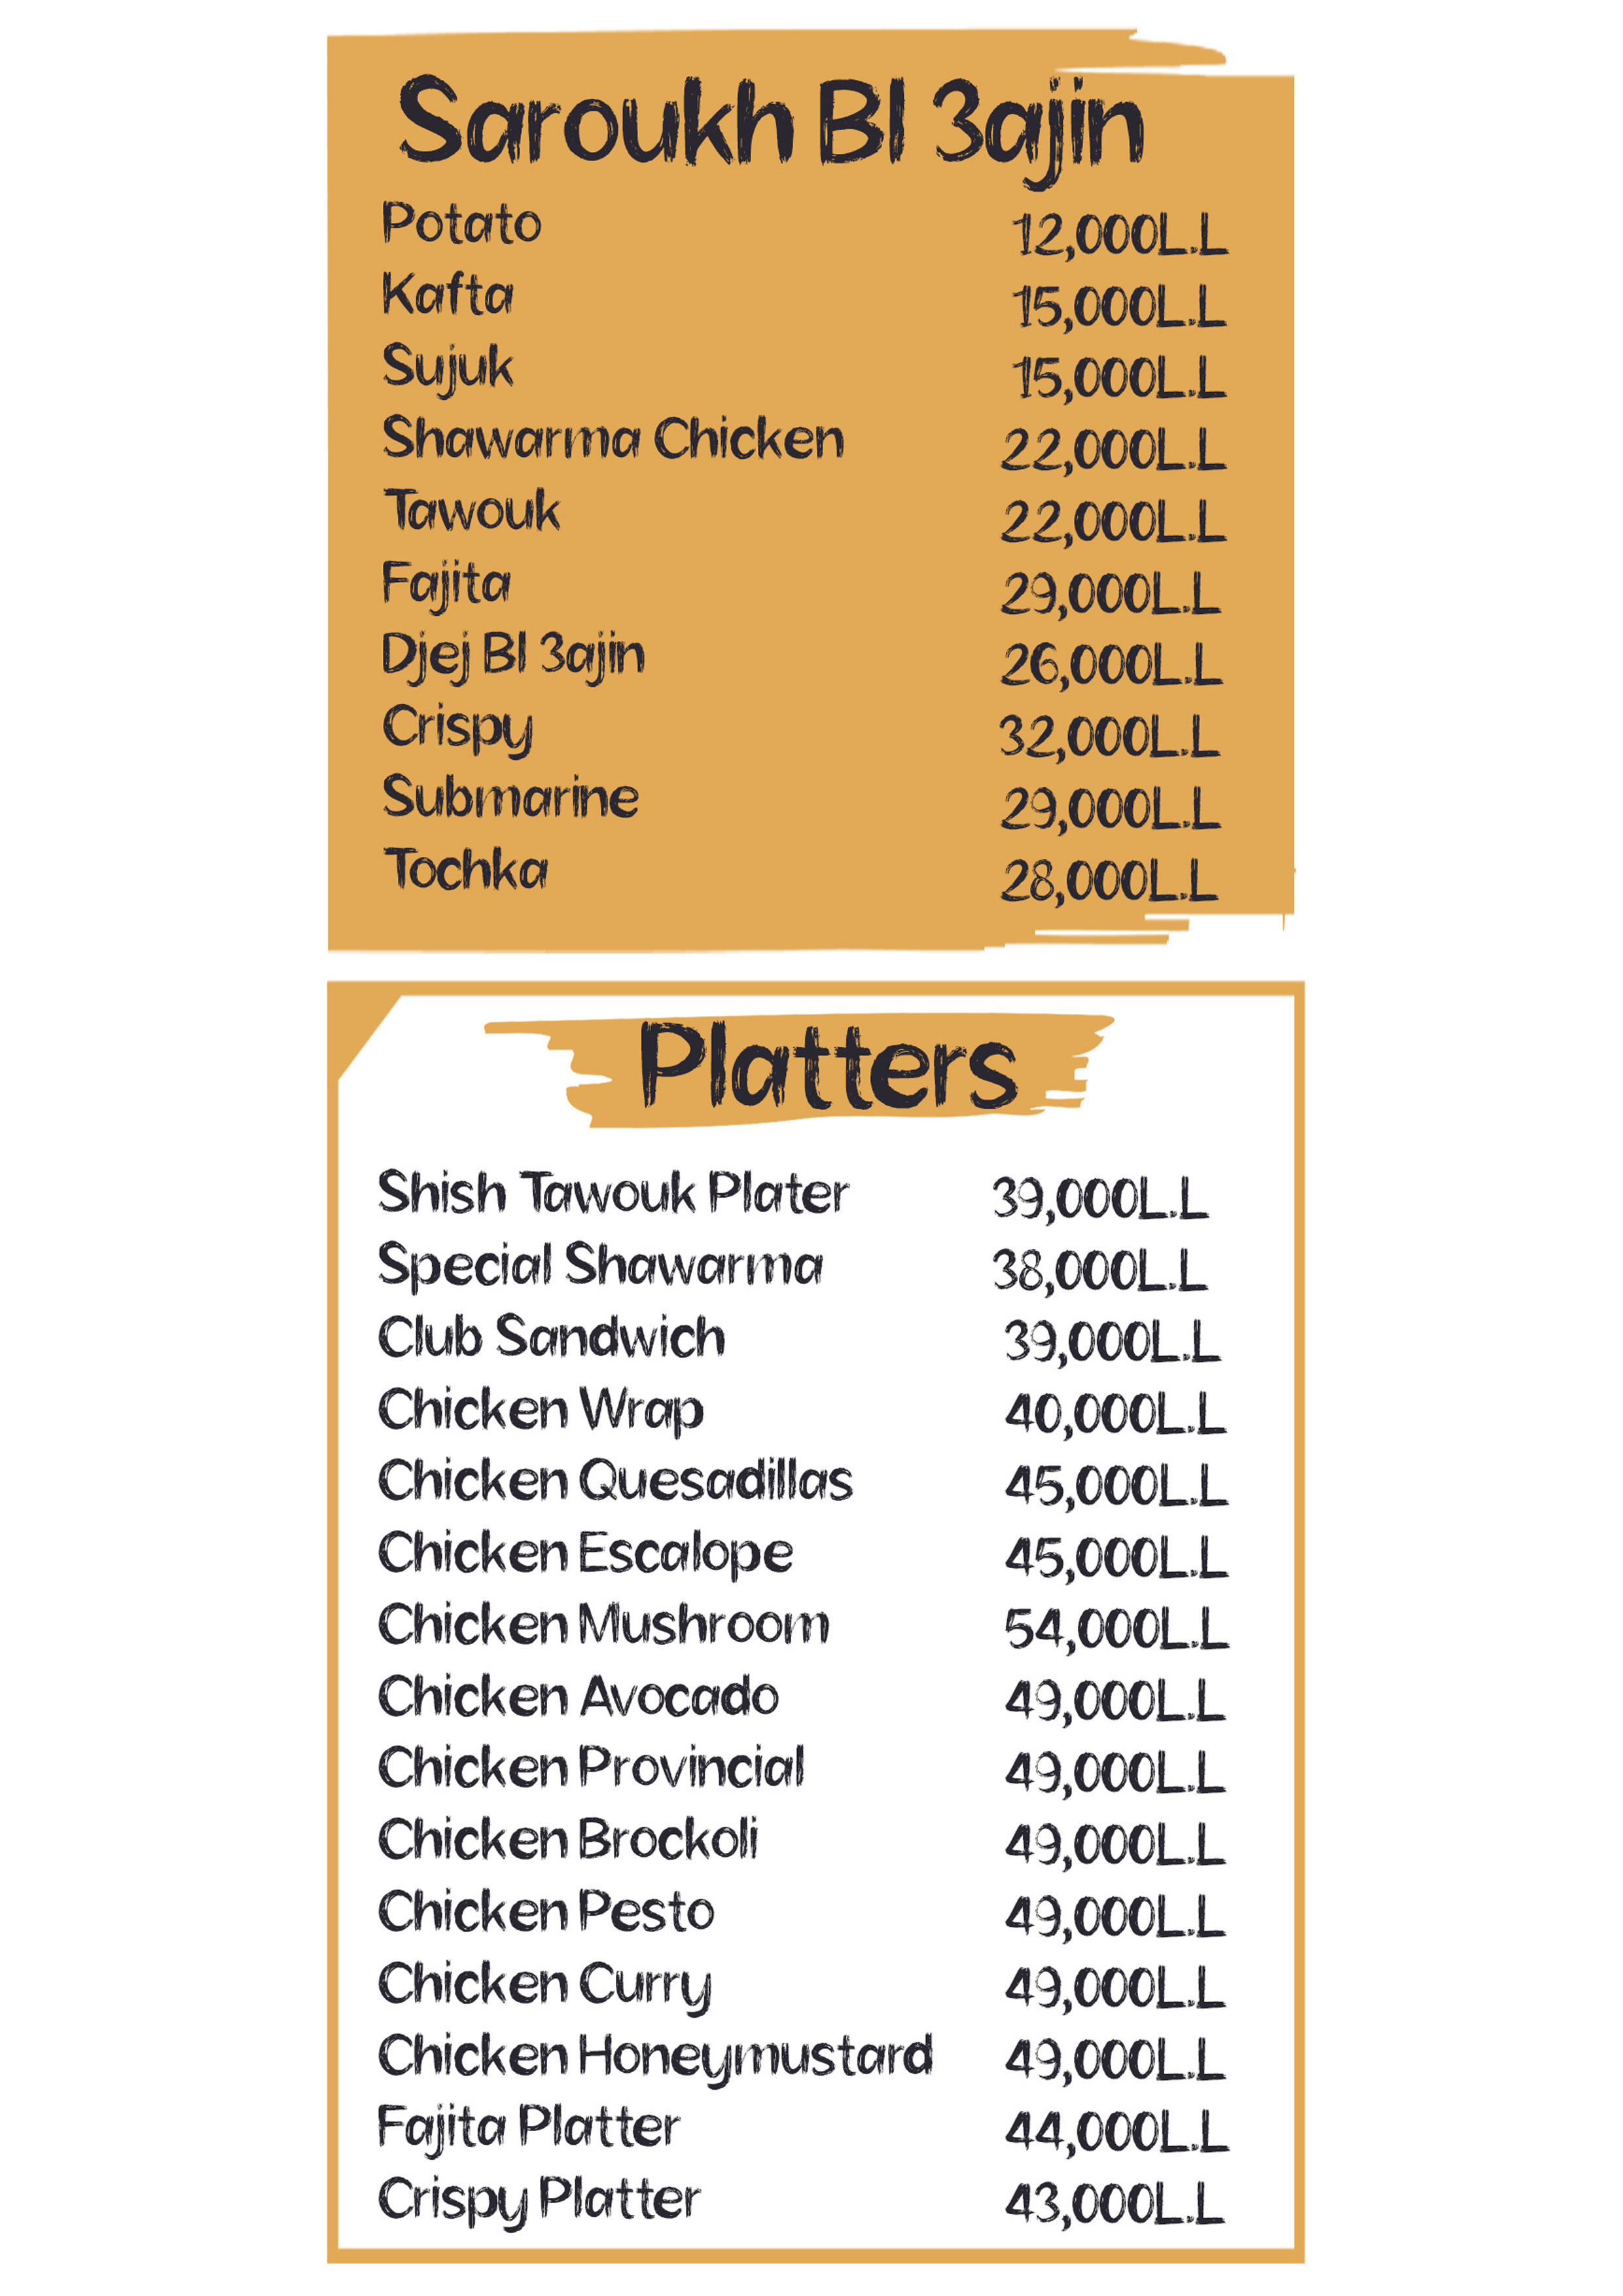 Saroukh Bl 3ajin
Potato 12,000L.L
Kafta 15,000L.L
Sujuk 15,000L.L
Shawarma Chicken 22,000L.L
Tawouk 22,000L.L
Fajita 29,000L.L
Djej Bl 3ajin 26,000L.L
Crispy 32,000L.L
Submarine 29,000L.L
Tochka 28,000L.L
Platters
Shish Tawouk Plater 39,000L.L
Special Shawarma 38,000L.L
Club Sandwich 39,000L.L
Chicken Wrap 40,000L.L
Chicken Quesadillas 45,000L.L
Chicken Escalope 45,000L.L
Chicken Mushroom 54,000L.L
Chicken Avocado 49,000L.L
Chicken Provincial 49,000L.L
Chicken Brockoli 49,000L.L
Chicken Pesto 49,000L.L
Chicken Curry 49,000L.L
Chicken Honeymustard 49,000L.L
Fajita Platter 44,000L.L
Crispy Platter 43,000L.L